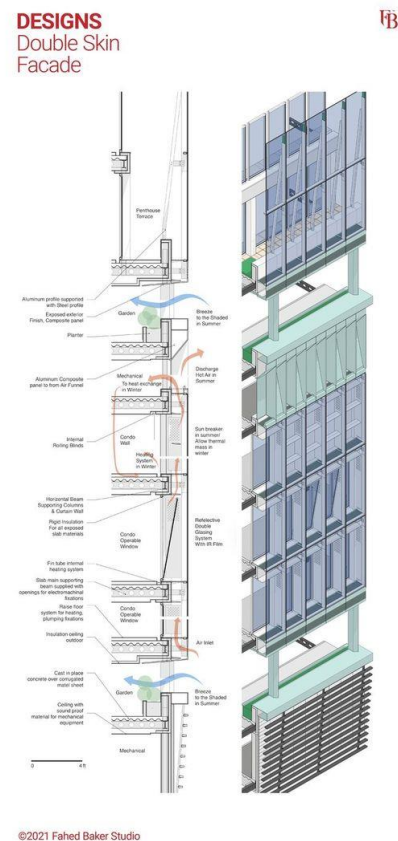 DESIGNS
Double Skin
Facade
FB
Penthouse
Terrace
Aluminum profile supported
with Steel profile
Exposed exterior
Finish, Composite panel
Garden
Breeze
to the Shaded
in Summer
Planter
Mechanical
To heat exchange
in Winter
Discharge
Hot Air in
Summer
Aluminum Composite
panel to from Air Funnel
Internal
Rolling Blinds
Condo
Wall
Sun breaker
in summer/
Allow thermal
mass in
winter
Heating
System
in Winter
Horizontal Beam
Supporting Columns
& Curtain Wall
Rigid Insulation
For all exposed
slab materials
Condo
Operable
Window
Refelective
Double
Glazing
System
With IR Film
Fin tube internal
heating system
Slab main supporting
beam supplied with
openings for electromachinal
fixations
Raise floor
system for heating,
plumping fixations
Condo
Operable
Window
Insulation ceiling
outdoor
Air Inlet
Cast in place
concrete over corrugated
metal sheet
Garden
Breeze
to the Shaded
in Summer
Ceiling with
sound proof
material for mechanical
equipment
Mechanical
0 4 ft
©2021 Fahed Baker Studio